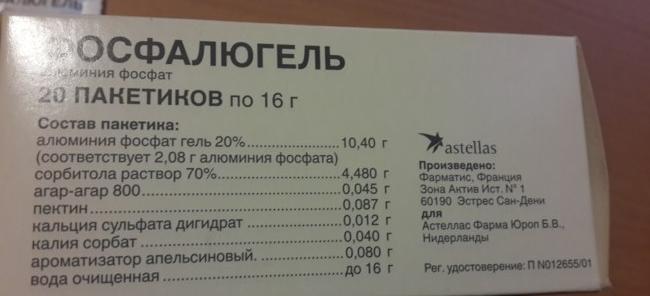 ФОСФАЛЮГЕЛЬ
алюминия фосфат
20 ПАКЕТИКОВ по 16 г
Состав пакетика:
алюминия фосфат гель 20%....................10,40 г
(соответствует 2,08 г алюминия фосфата)
сорбитола раствор 70%........................4,480 г
агар-агар 800.......................................0,045 г
пектин.................................................0,087 г
кальция сульфата дигидрат ...............0,012 г
калия сорбат .......................................0,040 г
ароматизатор апельсиновый. ............0,080 г
вода очищенная ..................................до 16 г
astellas
Произведено:
Фарматис, Франция
Зона Актив Ист. N° 1
60190 Эстрес Сан-Дени
для
Астеллас Фарма Юроп Б.В.,
Нидерланды
Рег. удостоверение: П N012655/01